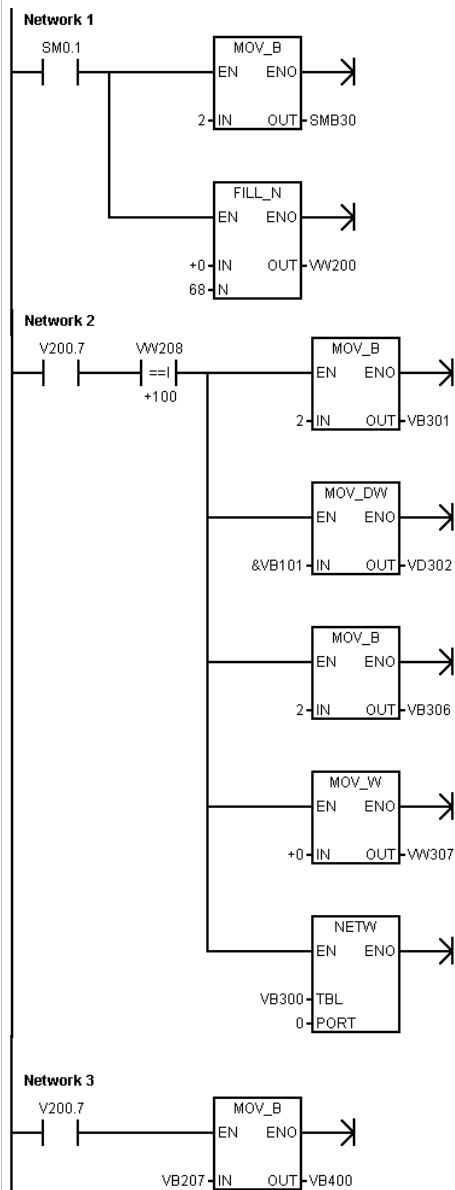 Network 1
SM0.1
MOV_B
EN ENO
2 IN OUT SMB30
FILL_N
EN ENO
+0 IN OUT VW200
68 N
Network 2
V200.7 VW208 MOV_B
==I EN ENO
+100
2 IN OUT VB301
MOV_DW
EN ENO
&VB101 IN OUT VD302
MOV_B
EN ENO
2 IN OUT VB306
MOV_W
EN ENO
+0 IN OUT VW307
NETW
EN ENO
VB300 TBL
0 PORT
Network 3
V200.7 MOV_B
EN ENO
VB207 IN OUT VB400